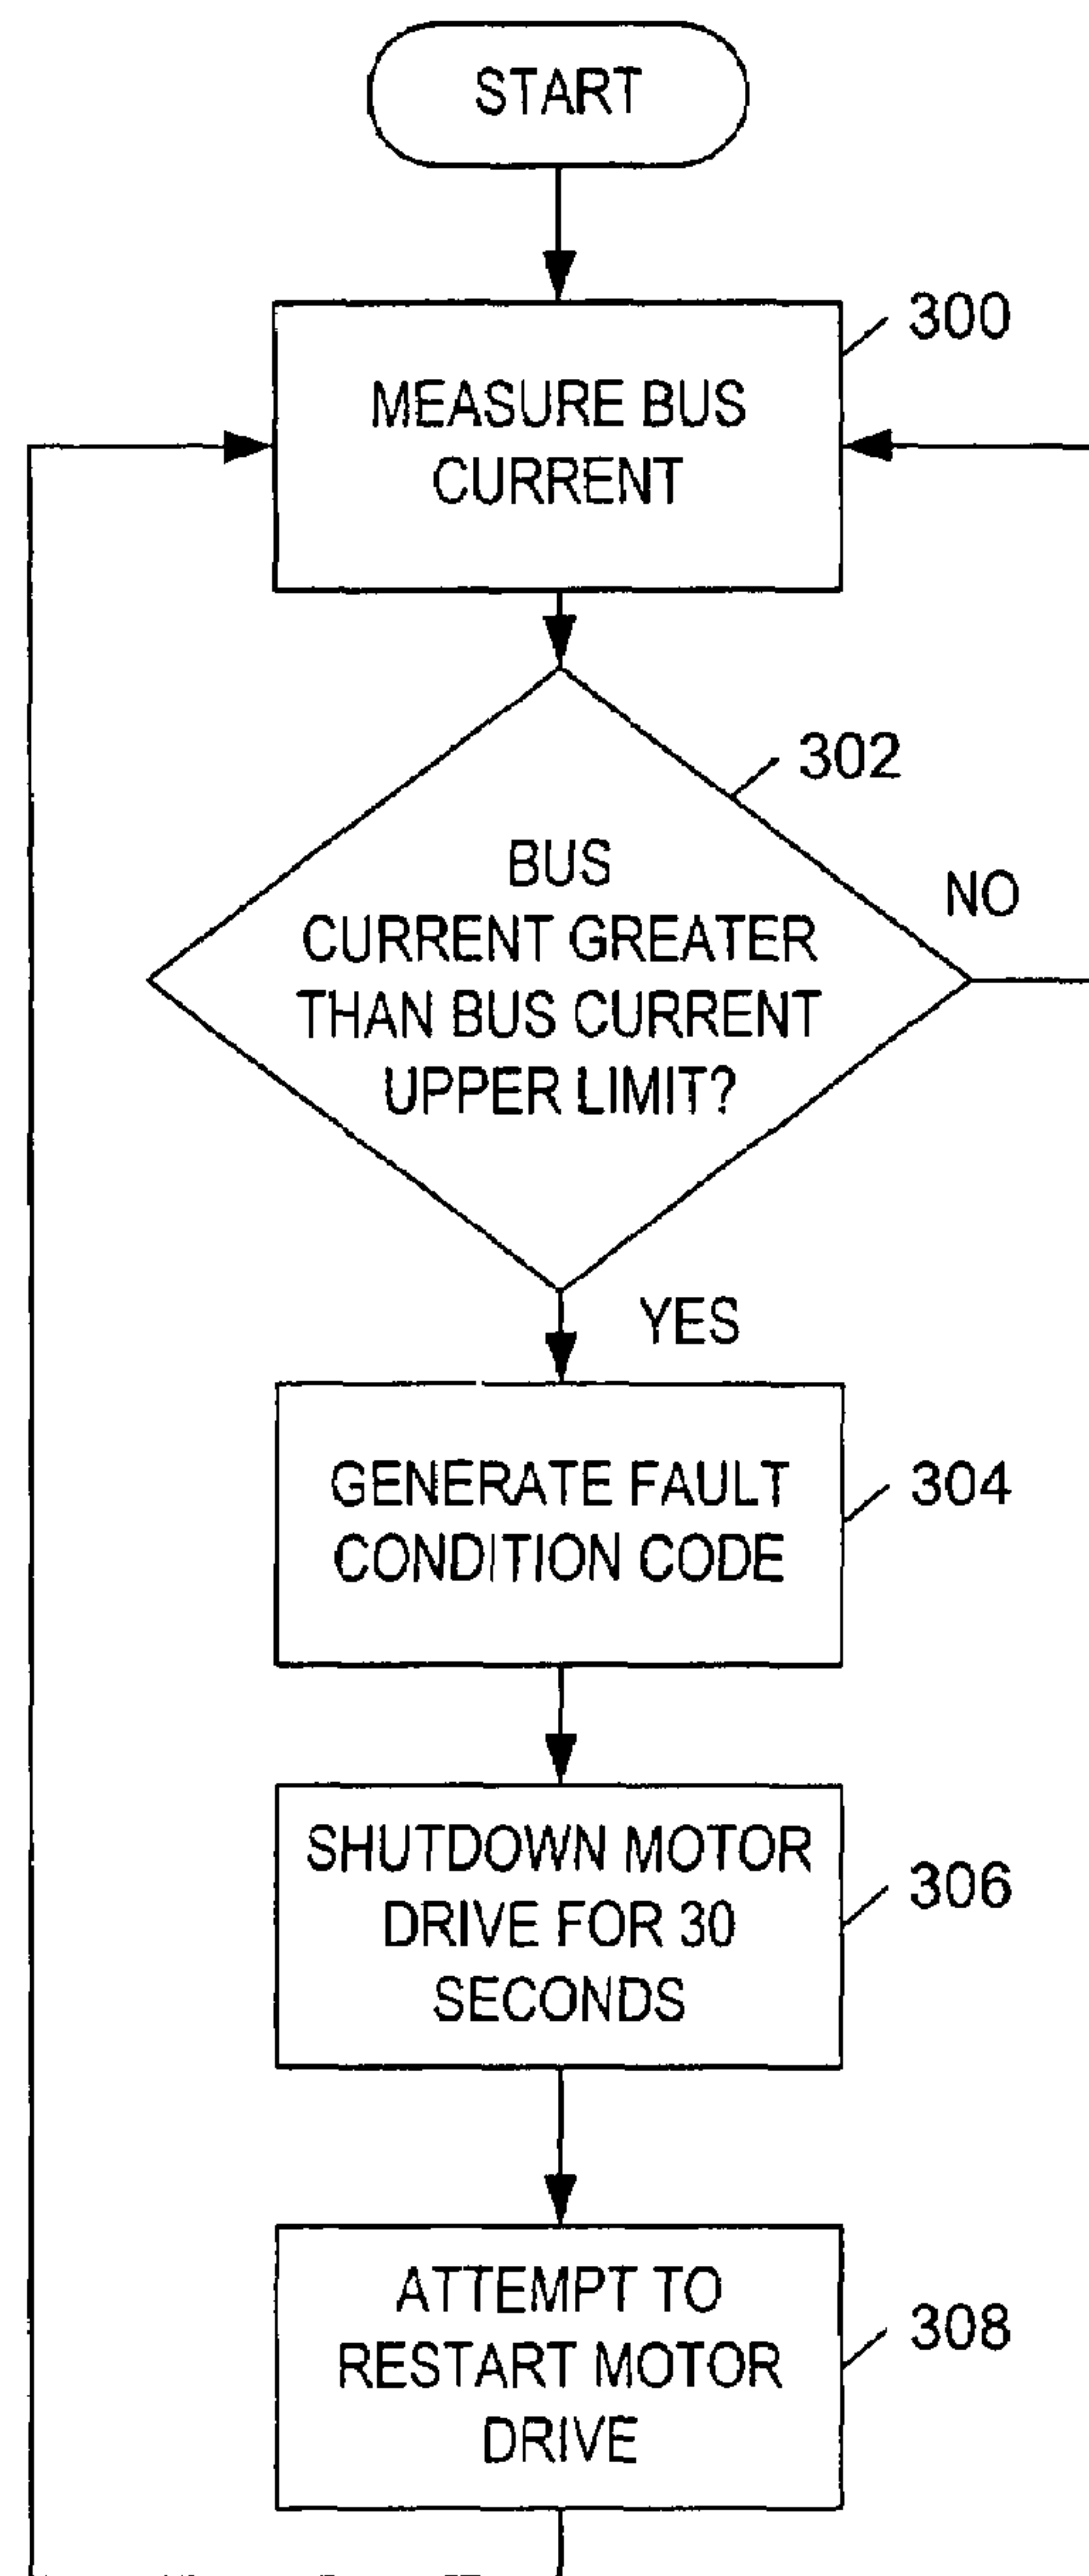 START
300
MEASURE BUS
CURRENT
302
BUS
CURRENT GREATER
THAN BUS CURRENT
UPPER LIMIT?
NO
YES
GENERATE FAULT
CONDITION CODE
304
SHUTDOWN MOTOR
DRIVE FOR 30
SECONDS
306
ATTEMPT TO
RESTART MOTOR
DRIVE
308